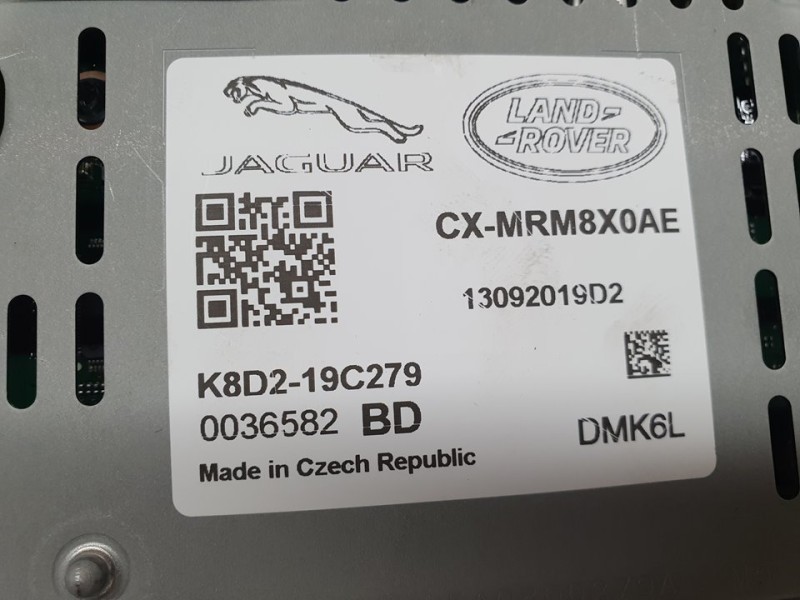 JAGUAR
LAND-
-ROVER
CX-MRM8X0AE
13092019D2
K8D2-19C279
0036582 BD
DMK6L
Made in Czech Republic